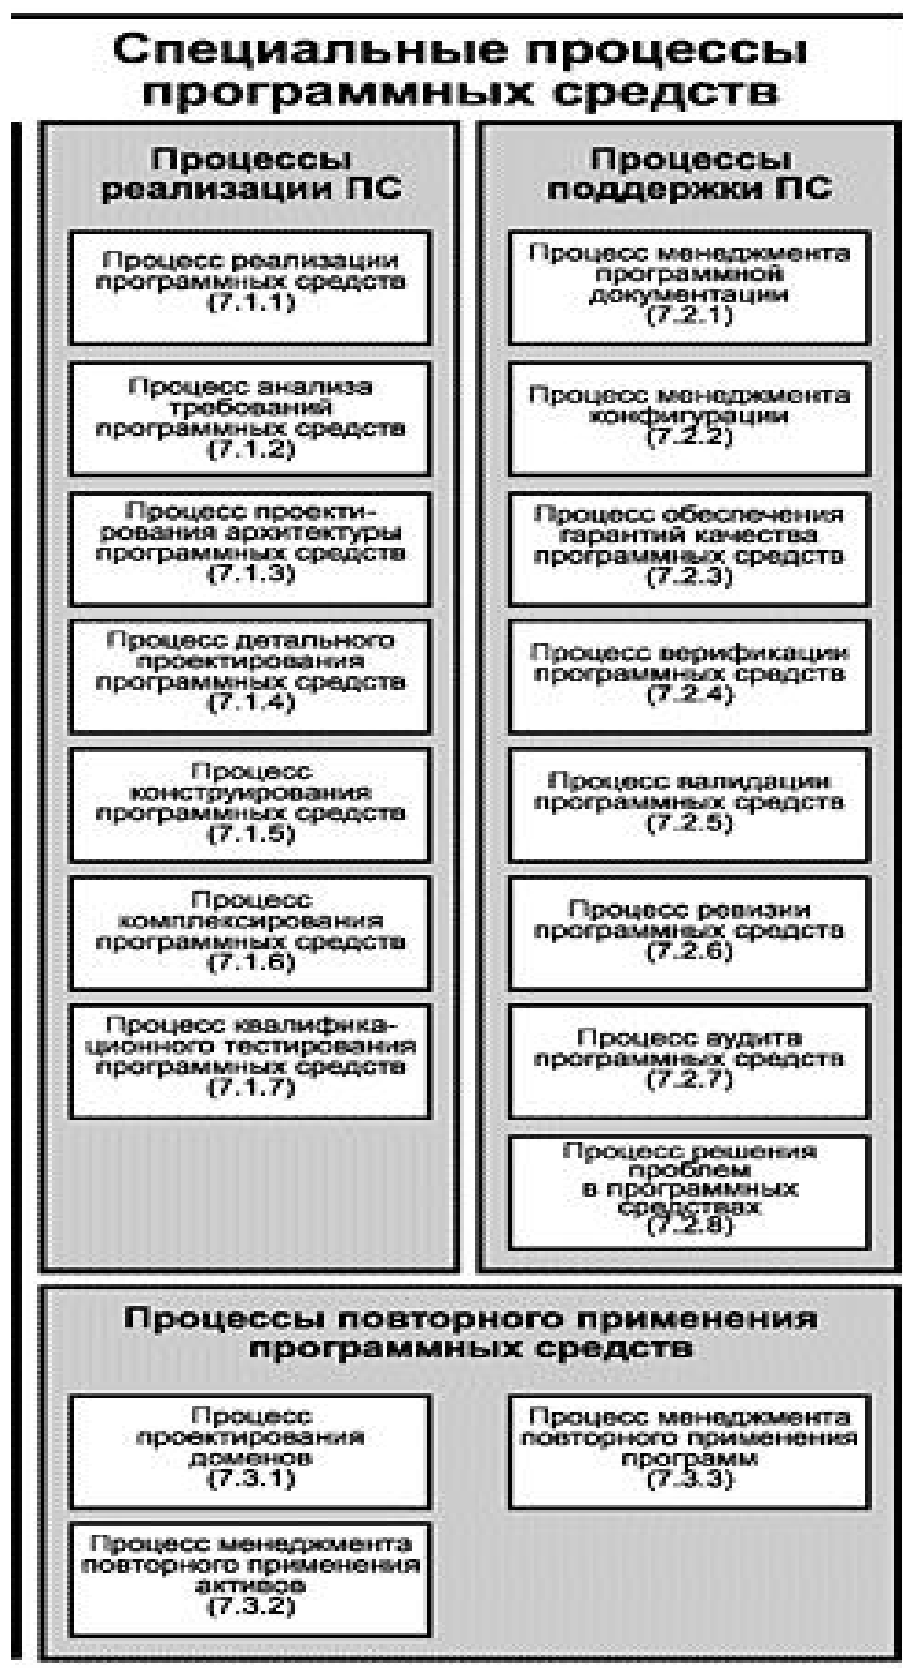 Специальные процессы
программных средств
Процессы
реализации ПС
Процесс реализации
программных средств
(7.1.1)
Процесс анализа
требований
программных средств
(7.1.2)
Процесс проекти-
рования архитектуры
программных средств
(7.1.3)
Процесс детального
проектирования
программных средств
(7.1.4)
Процесс
конструирования
программных средств
(7.1.5)
Процесс
комплексирования
программных средств
(7.1.6)
Процесс квалифика-
ционного тестирования
программных средств
(7.1.7)
Процессы
поддержки ПС
Процесс менеджмента
программной
документации
(7.2.1)
Процесс менеджмента
конфигурации
(7.2.2)
Процесс обеспечения
гарантий качества
программных средств
(7.2.3)
Процесс верификации
программных средств
(7.2.4)
Процесс валидации
программных средств
(7.2.5)
Процесс ревизии
программных средств
(7.2.6)
Процесс аудита
программных средств
(7.2.7)
Процесс решения
проблем
в программных
средствах
(7.2.8)
Процессы повторного применения
программных средств
Процесс
проектирования
доменов
(7.3.1)
Процесс менеджмента
повторного применения
активов
(7.3.2)
Процесс менеджмента
повторного применения
программ
(7.3.3)